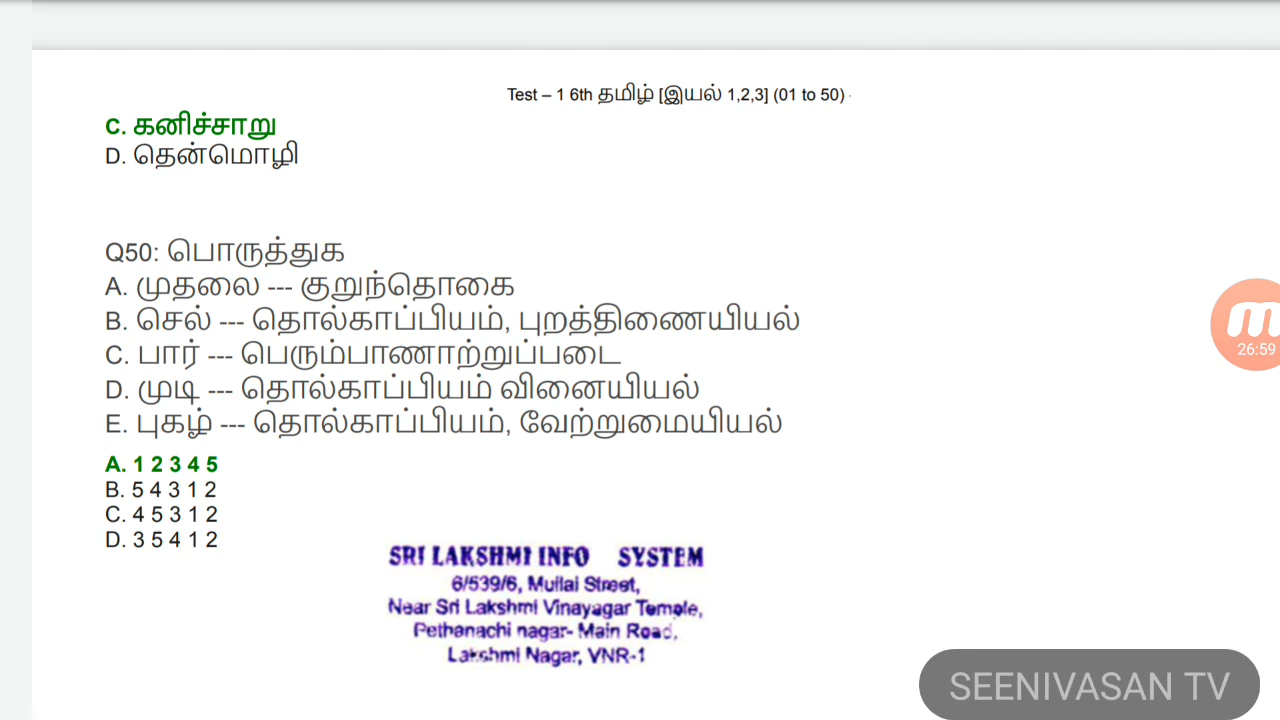 Test – 1 6th தமிழ் [இயல் 1,2,3] (01 to 50)
C. கனிச்சாறு
D. தென்மொழி
Q50: பொருத்துக
A. முதலை --- குறுந்தொகை
B. செல் --- தொல்காப்பியம், புறத்திணையியல்
C. பார் --- பெரும்பாணாற்றுப்படை
D. முடி --- தொல்காப்பியம் வினையியல்
E. புகழ் --- தொல்காப்பியம், வேற்றுமையியல்
A. 1 2 3 4 5
B. 5 4 3 1 2
C. 4 5 3 1 2
D. 3 5 4 1 2
SRI LAKSHMI INFO SYSTEM
6/539/6, Mullai Street,
Near Sri Lakshmi Vinayagar Temple,
Pethanachi nagar- Main Road,
Lakshmi Nagar, VNR-1
26:59
SEENIVASAN TV